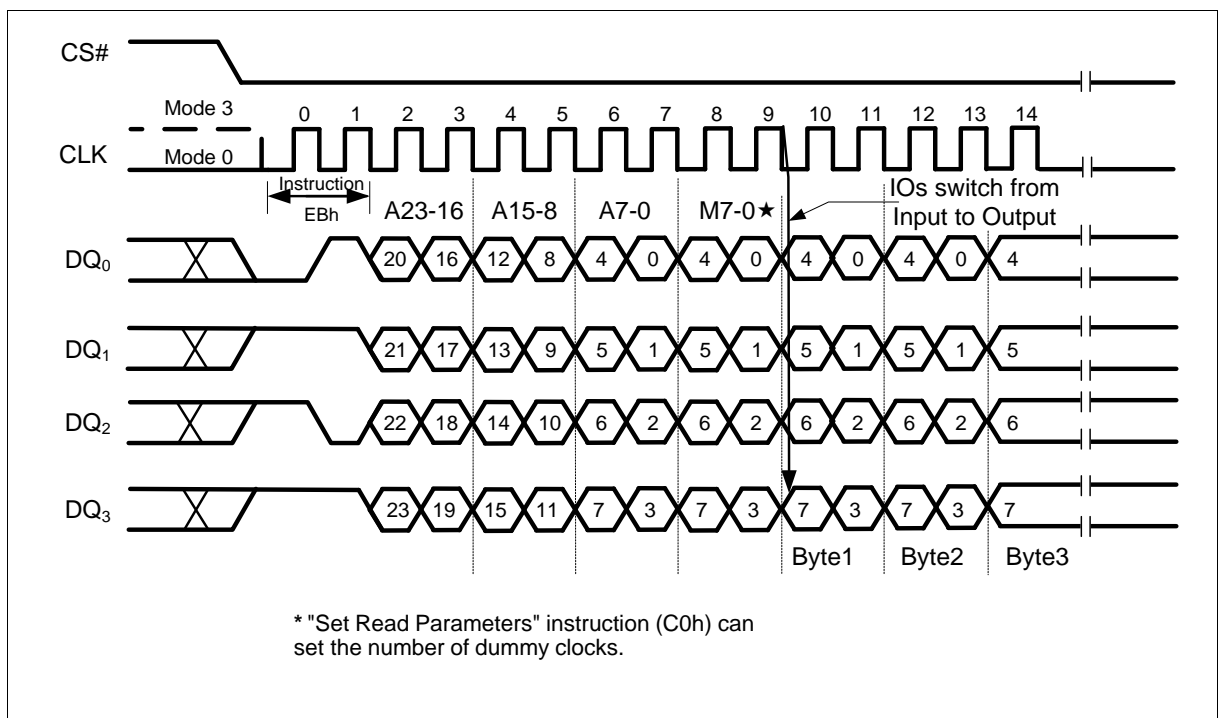 CS#
Mode 3
0 1 2 3 4 5 6 7 8 9 10 11 12 13 14
CLK
Mode 0
Instruction
EBh
A23-16 A15-8 A7-0 M7-0★
IOs switch from
Input to Output
DQ₀ 20 16 12 8 4 0 4 0 4 0 4 0 4
DQ₁ 21 17 13 9 5 1 5 1 5 1 5 1 5
DQ₂ 22 18 14 10 6 2 6 2 6 2 6 2 6
DQ₃ 23 19 15 11 7 3 7 3 7 3 7 3 7
Byte1 Byte2 Byte3
* "Set Read Parameters" instruction (C0h) can
set the number of dummy clocks.